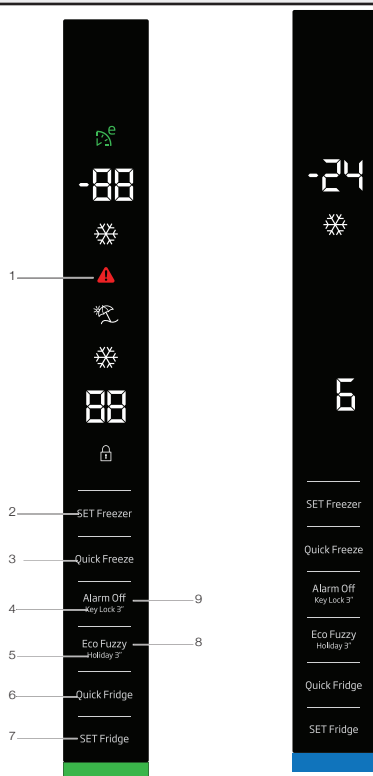 e
-88
1
88
2
SET Freezer
3
Quick Freeze
Alarm Off
9
4
Key Lock 3"
Eco Fuzzy
8
5
Holiday 3"
6
Quick Fridge
7
SET Fridge
-24
6
SET Freezer
Quick Freeze
Alarm Off
Key Lock 3"
Eco Fuzzy
Holiday 3"
Quick Fridge
SET Fridge